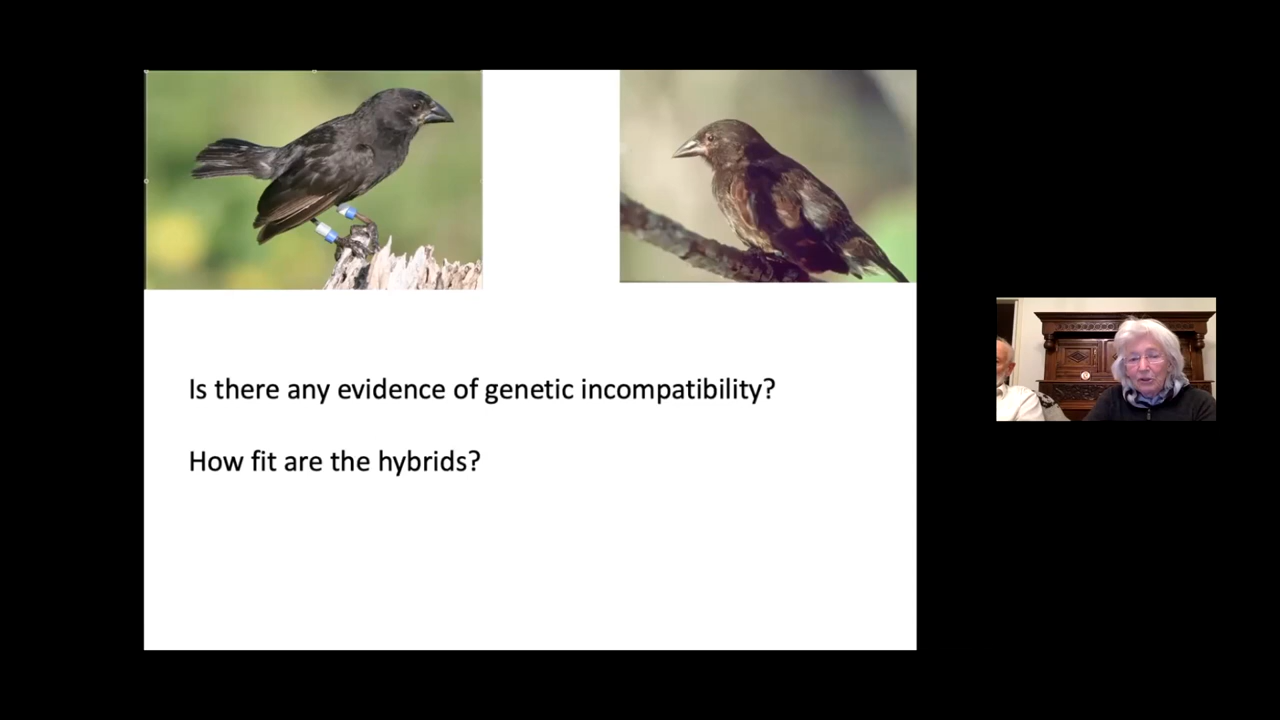 Is there any evidence of genetic incompatibility?
How fit are the hybrids?